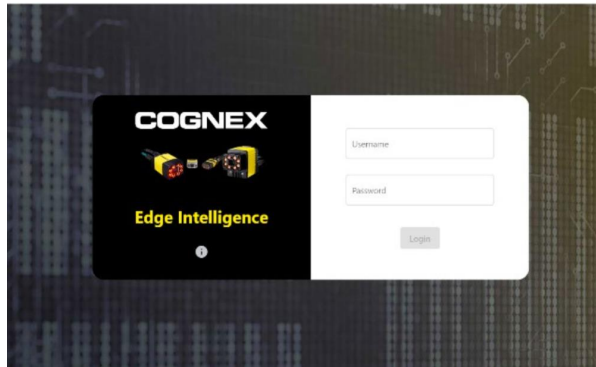 COGNEX
Edge Intelligence
Username
Password
Login